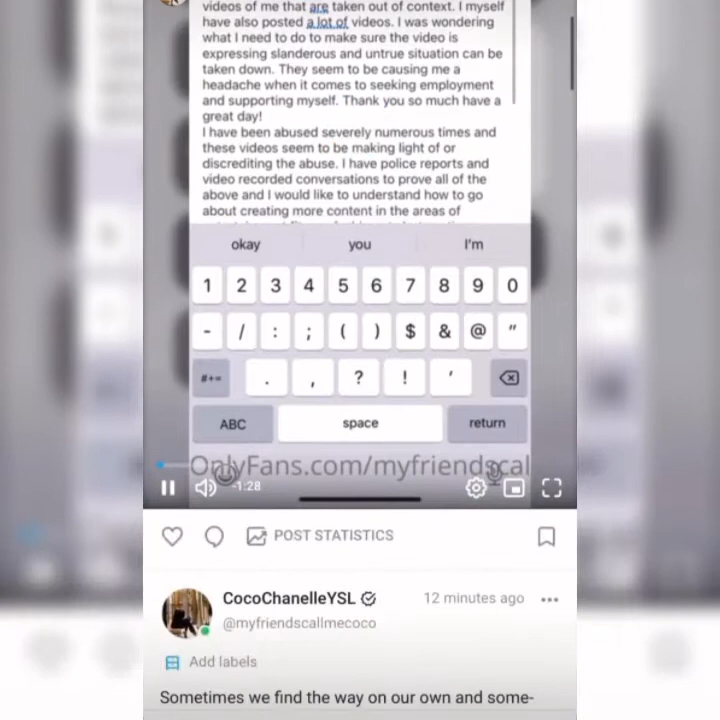 videos of me that are taken out of context. I myself
have also posted a lot of videos. I was wondering
what I need to do to make sure the video is
expressing slanderous and untrue situation can be
taken down. They seem to be causing me a
headache when it comes to seeking employment
and supporting myself. Thank you so much have a
great day!
I have been abused severely numerous times and
these videos seem to be making light of or
discrediting the abuse. I have police reports and
video recorded conversations to prove all of the
above and I would like to understand how to go
about creating more content in the areas of
okay you I'm
1 2 3 4 5 6 7 8 9 0
- / : ; ( ) $ & @ "
#+= . , ? ! '
ABC space return
OnlyFans.com/myfriendscal
-1:28
POST STATISTICS
CocoChanelleYSL 12 minutes ago
@myfriendscallmecoco
Add labels
Sometimes we find the way on our own and some-